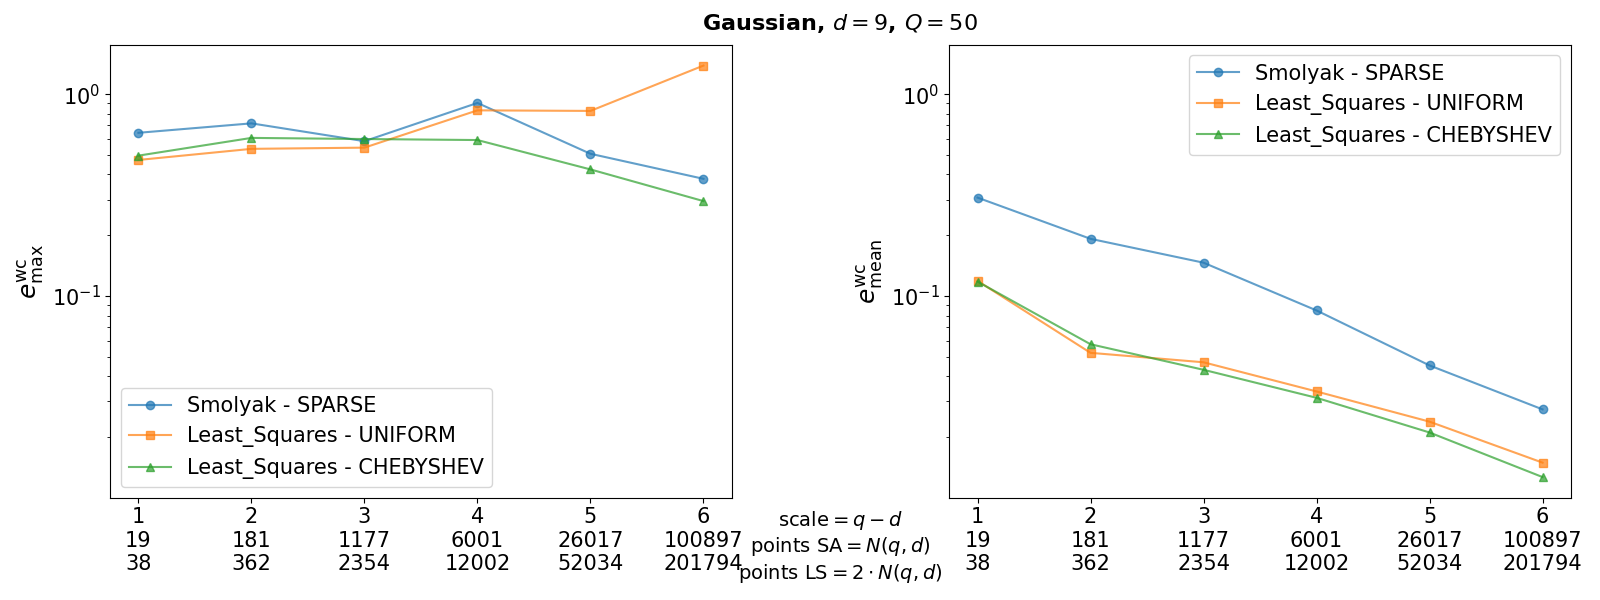 Gaussian, d = 9, Q = 50
10⁰
10⁻¹
e^wc_max
Smolyak - SPARSE
Least_Squares - UNIFORM
Least_Squares - CHEBYSHEV
1 2 3 4 5 6
19 181 1177 6001 26017 100897
38 362 2354 12002 52034 201794
scale = q − d
points SA = N(q, d)
points LS = 2 · N(q, d)
10⁰
10⁻¹
e^wc_mean
Smolyak - SPARSE
Least_Squares - UNIFORM
Least_Squares - CHEBYSHEV
1 2 3 4 5 6
19 181 1177 6001 26017 100897
38 362 2354 12002 52034 201794